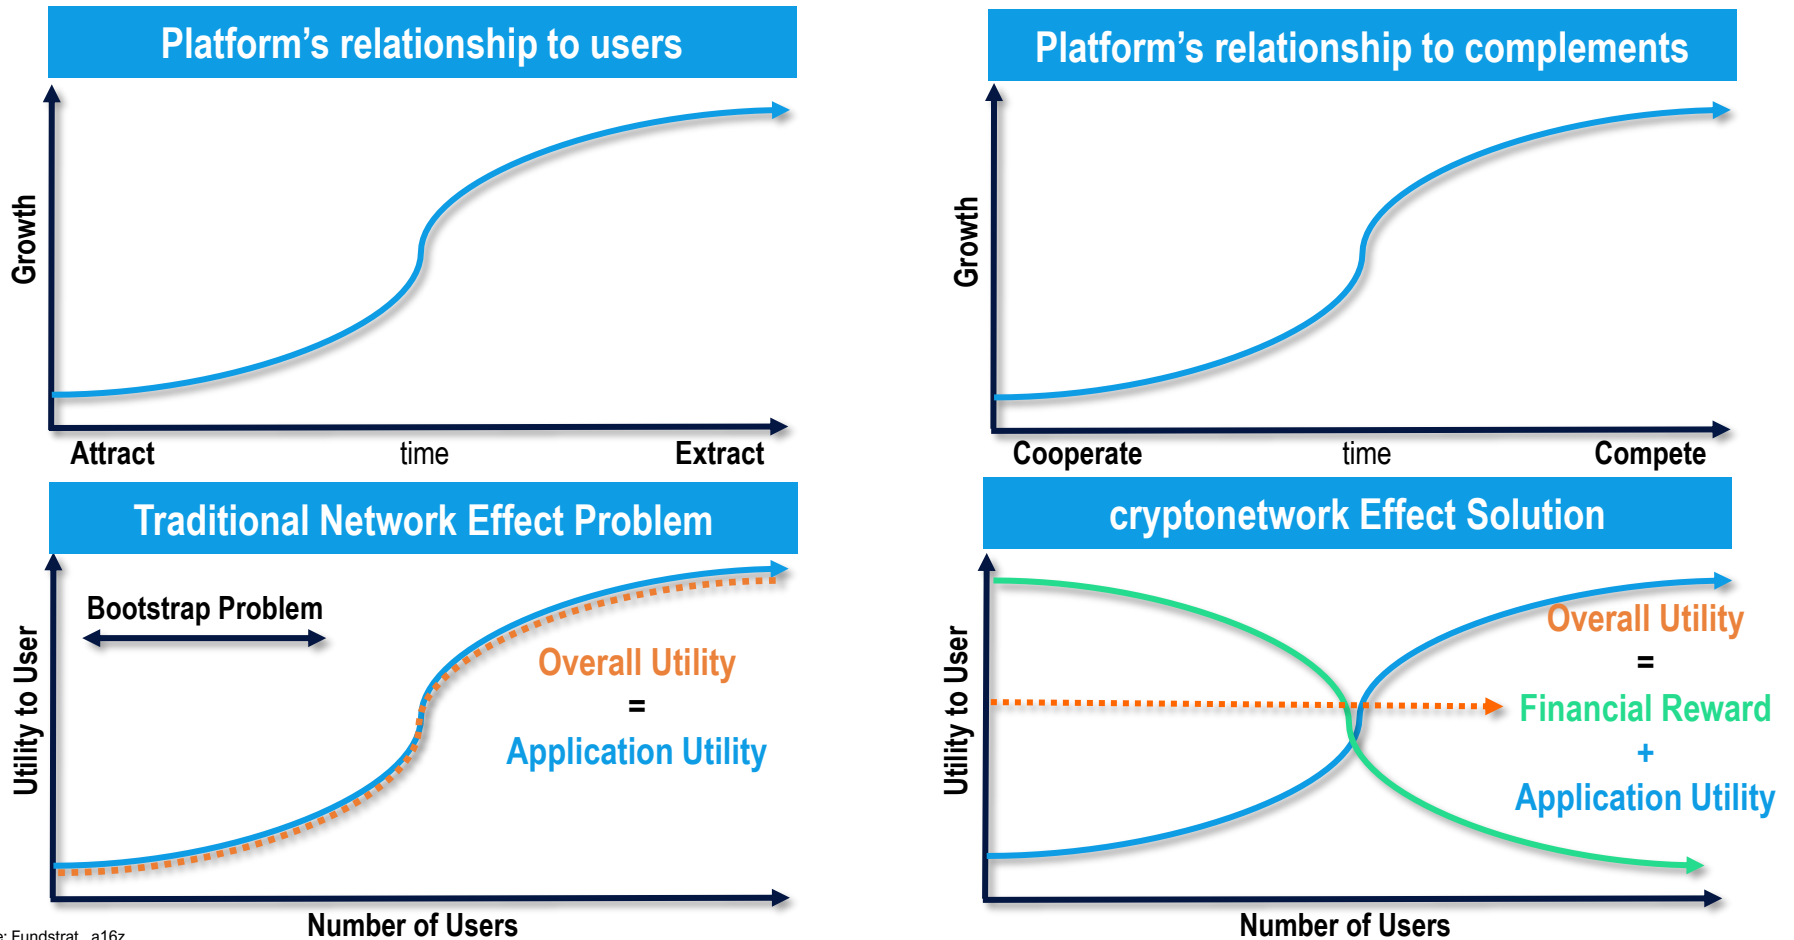 Platform's relationship to users
Growth
Attract time Extract
Platform's relationship to complements
Growth
Cooperate time Compete
Traditional Network Effect Problem
Bootstrap Problem
Utility to User
Overall Utility
=
Application Utility
Number of Users
cryptonetwork Effect Solution
Utility to User
Overall Utility
=
Financial Reward
+
Application Utility
Number of Users
Fundstrat, a16z